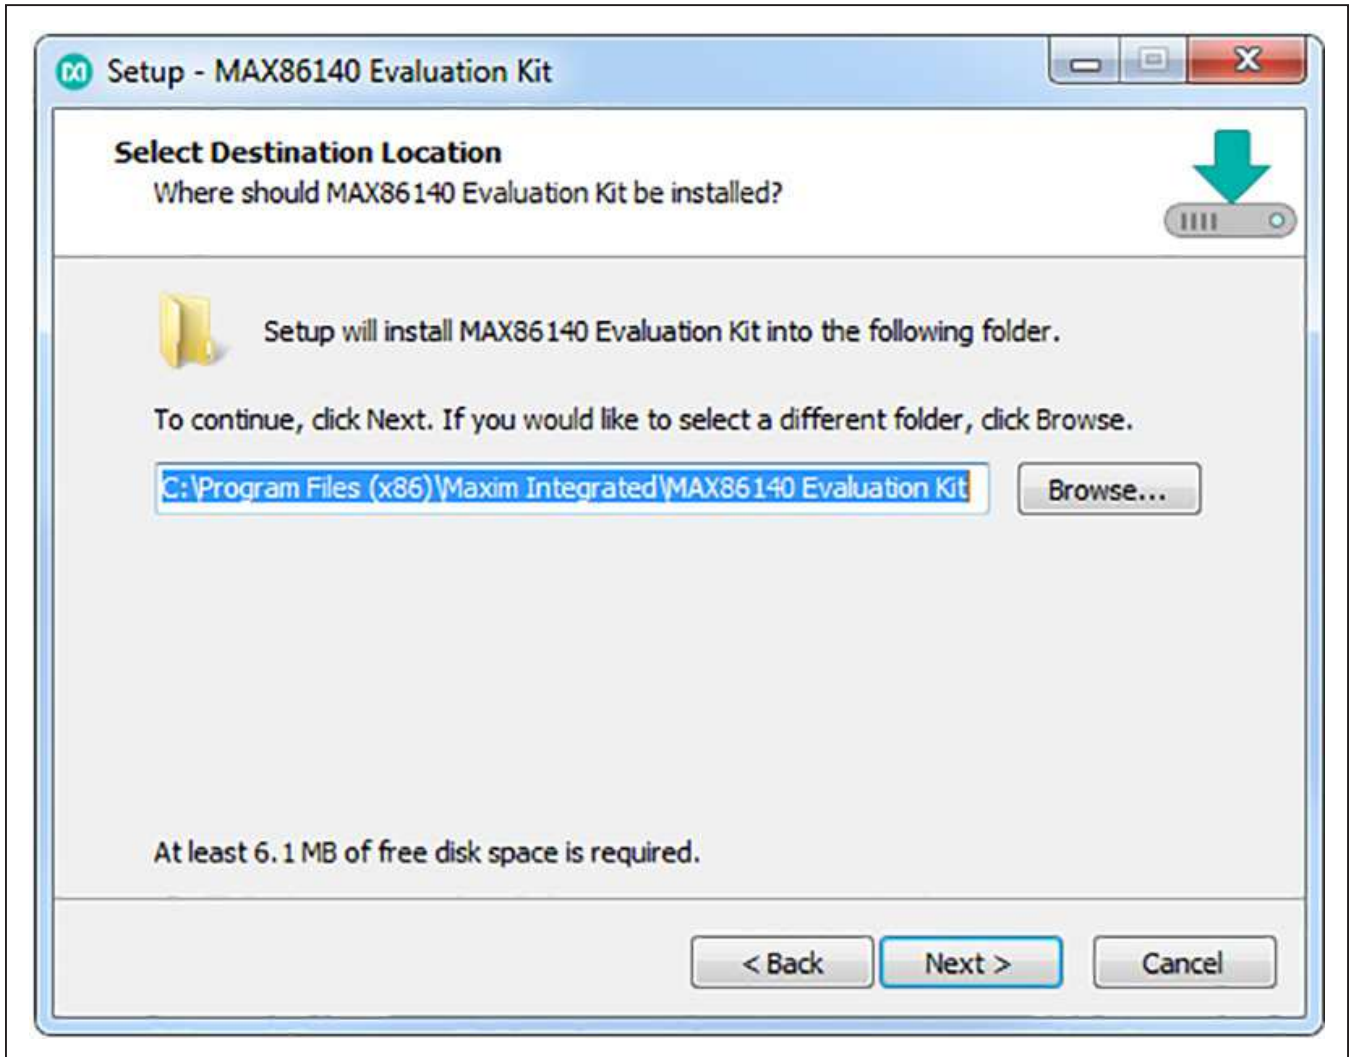 Setup - MAX86140 Evaluation Kit
Select Destination Location
Where should MAX86140 Evaluation Kit be installed?
Setup will install MAX86140 Evaluation Kit into the following folder.
To continue, click Next. If you would like to select a different folder, click Browse.
C:\Program Files (x86)\Maxim Integrated\MAX86140 Evaluation Kit
Browse...
At least 6.1 MB of free disk space is required.
< Back
Next >
Cancel